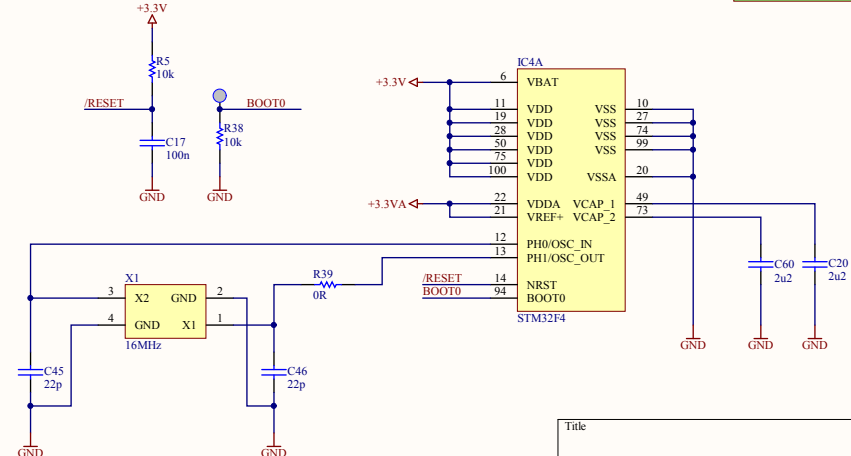 +3.3V
R5
10k
/RESET
BOOT0
C17
100n
R38
10k
GND
GND
IC4A
+3.3V
6
VBAT
11
VDD
VSS
10
19
VDD
VSS
27
28
VDD
VSS
74
50
VDD
VSS
99
75
VDD
100
VDD
VSSA
20
+3.3VA
22
VDDA
VCAP_1
49
21
VREF+
VCAP_2
73
12
PH0/OSC_IN
13
PH1/OSC_OUT
/RESET
14
NRST
BOOT0
94
BOOT0
STM32F4
C60
2u2
C20
2u2
GND
GND
GND
R39
0R
X1
3
X2
GND
2
4
GND
X1
1
16MHz
C45
22p
C46
22p
GND
GND
Title